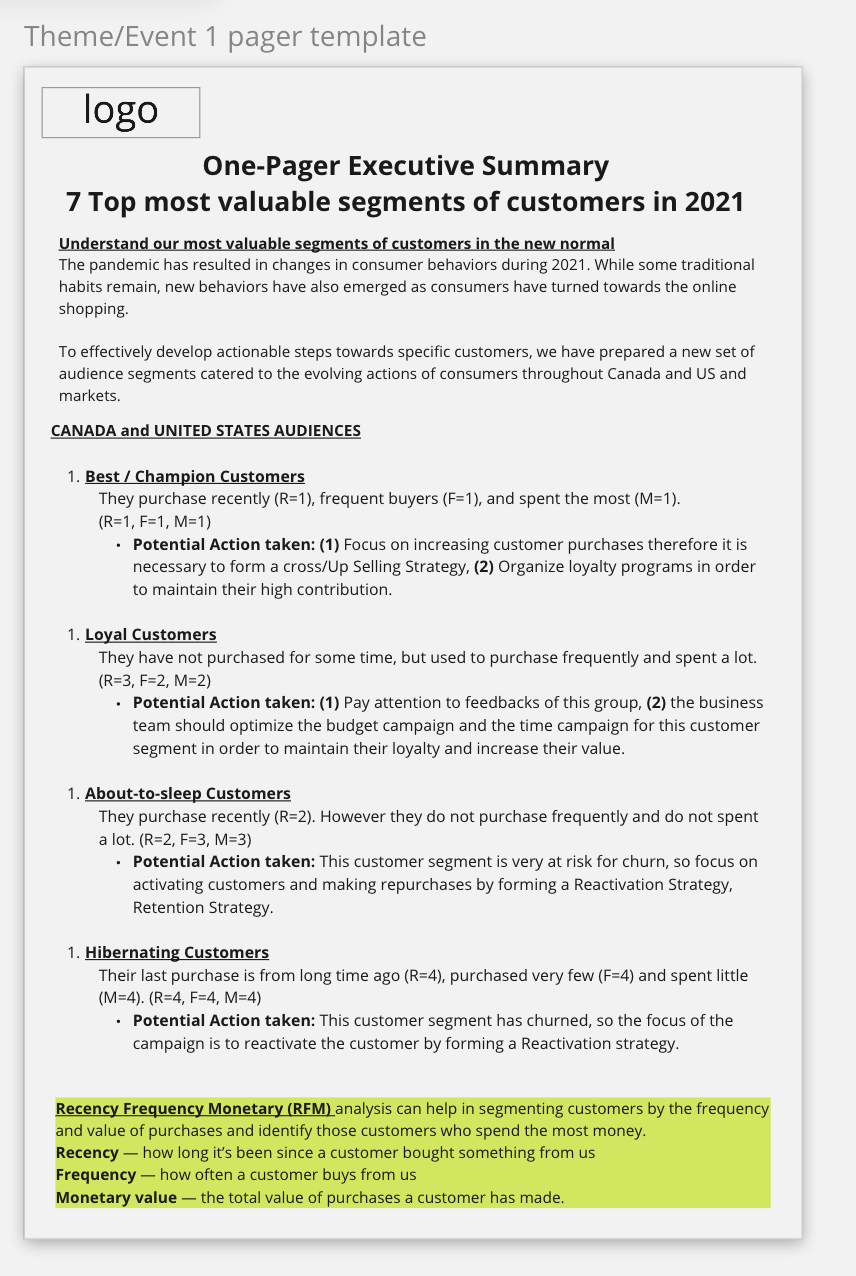 Theme/Event 1 pager template
logo
One-Pager Executive Summary
7 Top most valuable segments of customers in 2021
Understand our most valuable segments of customers in the new normal
The pandemic has resulted in changes in consumer behaviors during 2021. While some traditional
habits remain, new behaviors have also emerged as consumers have turned towards the online
shopping.
To effectively develop actionable steps towards specific customers, we have prepared a new set of
audience segments catered to the evolving actions of consumers throughout Canada and US and
markets.
CANADA and UNITED STATES AUDIENCES
1. Best / Champion Customers
They purchase recently (R=1), frequent buyers (F=1), and spent the most (M=1).
(R=1, F=1, M=1)
• Potential Action taken: (1) Focus on increasing customer purchases therefore it is
necessary to form a cross/Up Selling Strategy, (2) Organize loyalty programs in order
to maintain their high contribution.
1. Loyal Customers
They have not purchased for some time, but used to purchase frequently and spent a lot.
(R=3, F=2, M=2)
• Potential Action taken: (1) Pay attention to feedbacks of this group, (2) the business
team should optimize the budget campaign and the time campaign for this customer
segment in order to maintain their loyalty and increase their value.
1. About-to-sleep Customers
They purchase recently (R=2). However they do not purchase frequently and do not spent
a lot. (R=2, F=3, M=3)
• Potential Action taken: This customer segment is very at risk for churn, so focus on
activating customers and making repurchases by forming a Reactivation Strategy,
Retention Strategy.
1. Hibernating Customers
Their last purchase is from long time ago (R=4), purchased very few (F=4) and spent little
(M=4). (R=4, F=4, M=4)
• Potential Action taken: This customer segment has churned, so the focus of the
campaign is to reactivate the customer by forming a Reactivation strategy.
Recency Frequency Monetary (RFM) analysis can help in segmenting customers by the frequency
and value of purchases and identify those customers who spend the most money.
Recency — how long it’s been since a customer bought something from us
Frequency — how often a customer buys from us
Monetary value — the total value of purchases a customer has made.